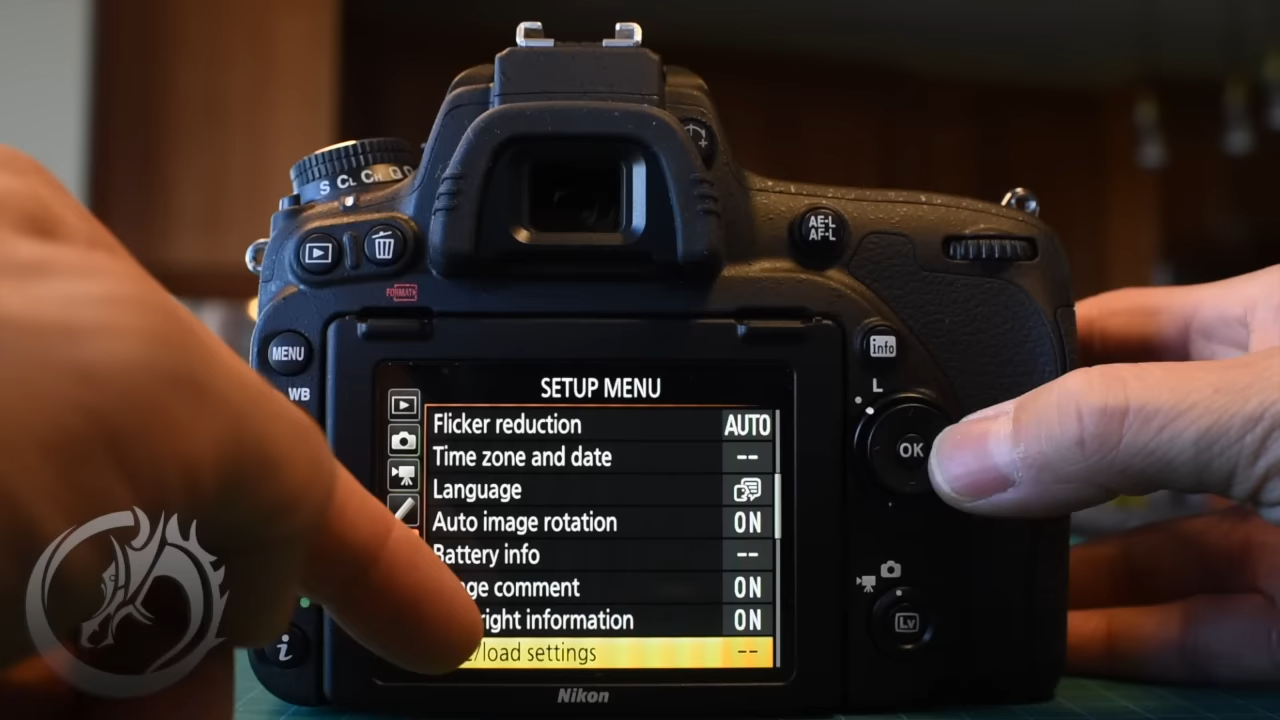 S CL CH Q
AE-L
AF-L
FORMAT
MENU
info
WB
L
OK
SETUP MENU
Flicker reduction AUTO
Time zone and date --
Language
Auto image rotation ON
Battery info --
ge comment ON
right information ON
/load settings --
Lv
i
Nikon